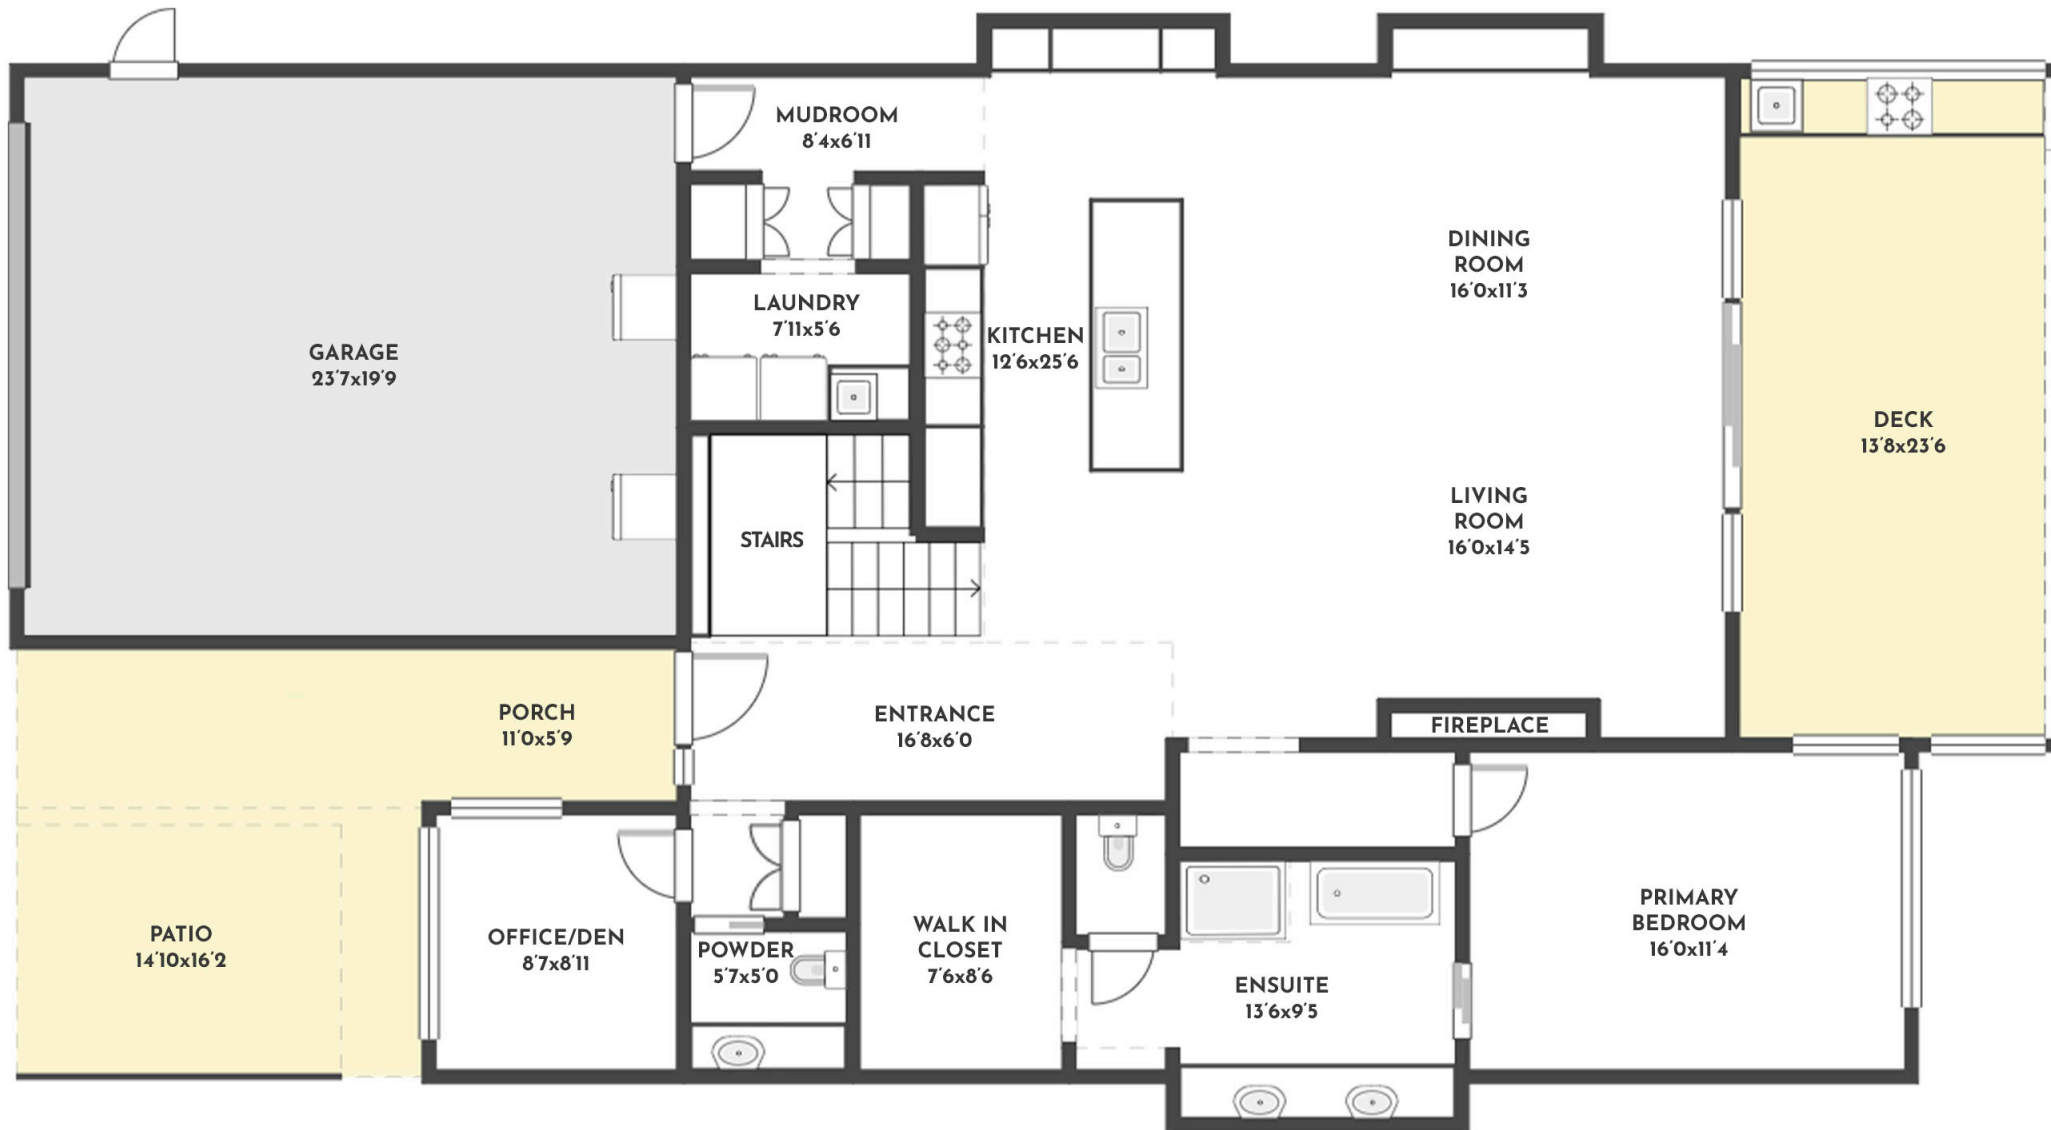 MUDROOM
8'4x6'11
DINING
ROOM
16'0x11'3
LAUNDRY
7'11x5'6
KITCHEN
12'6x25'6
GARAGE
23'7x19'9
DECK
13'8x23'6
LIVING
ROOM
16'0x14'5
STAIRS
PORCH
11'0x5'9
ENTRANCE
16'8x6'0
FIREPLACE
PATIO
14'10x16'2
OFFICE/DEN
8'7x8'11
POWDER
5'7x5'0
WALK IN
CLOSET
7'6x8'6
ENSUITE
13'6x9'5
PRIMARY
BEDROOM
16'0x11'4